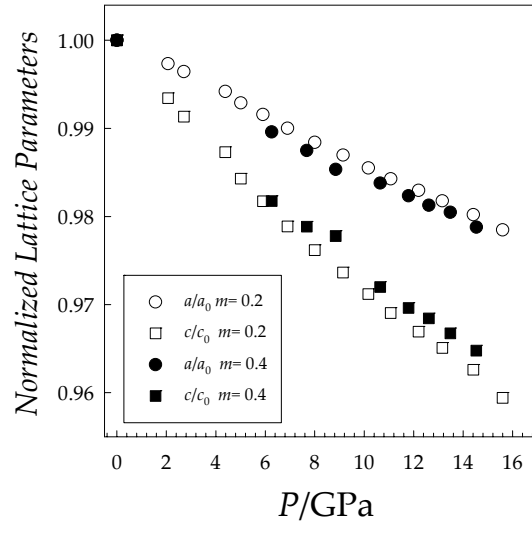 1.00
0.99
0.98
0.97
0.96
Normalized Lattice Parameters
a/a0 m= 0.2
c/c0 m= 0.2
a/a0 m= 0.4
c/c0 m= 0.4
0 2 4 6 8 10 12 14 16
P/GPa